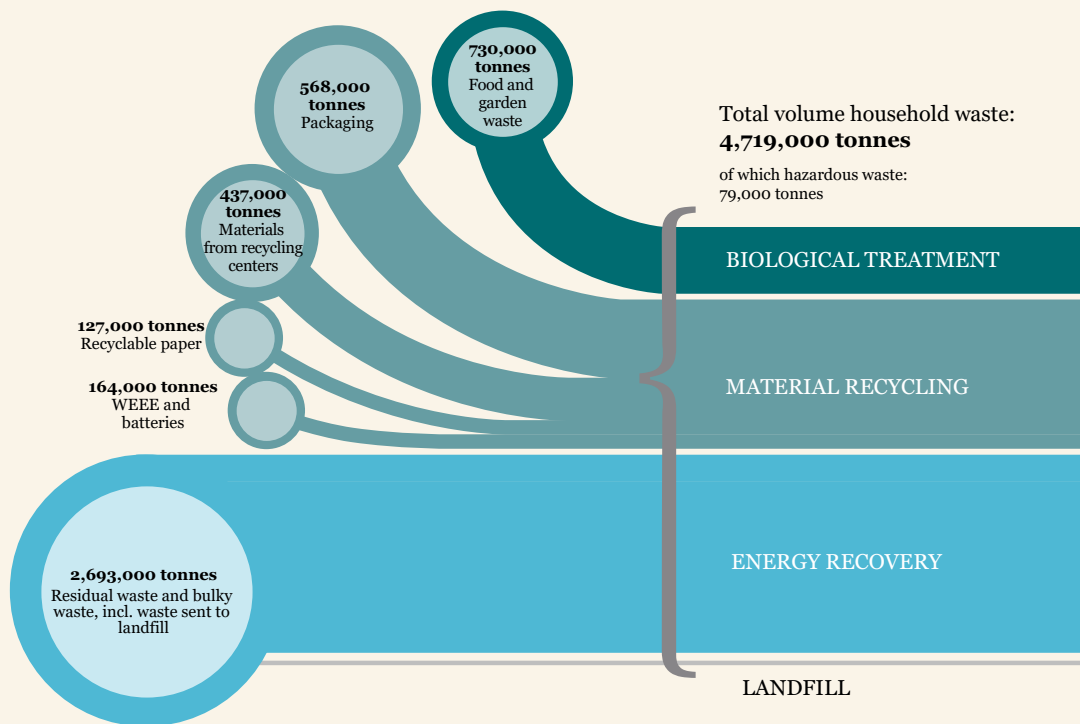 730,000
tonnes
Food and
garden
waste
568,000
tonnes
Packaging
Total volume household waste:
4,719,000 tonnes
of which hazardous waste:
79,000 tonnes
437,000
tonnes
Materials
from recycling
centers
BIOLOGICAL TREATMENT
127,000 tonnes
Recyclable paper
164,000 tonnes
WEEE and
batteries
MATERIAL RECYCLING
2,693,000 tonnes
Residual waste and bulky
waste, incl. waste sent to
landfill
ENERGY RECOVERY
LANDFILL